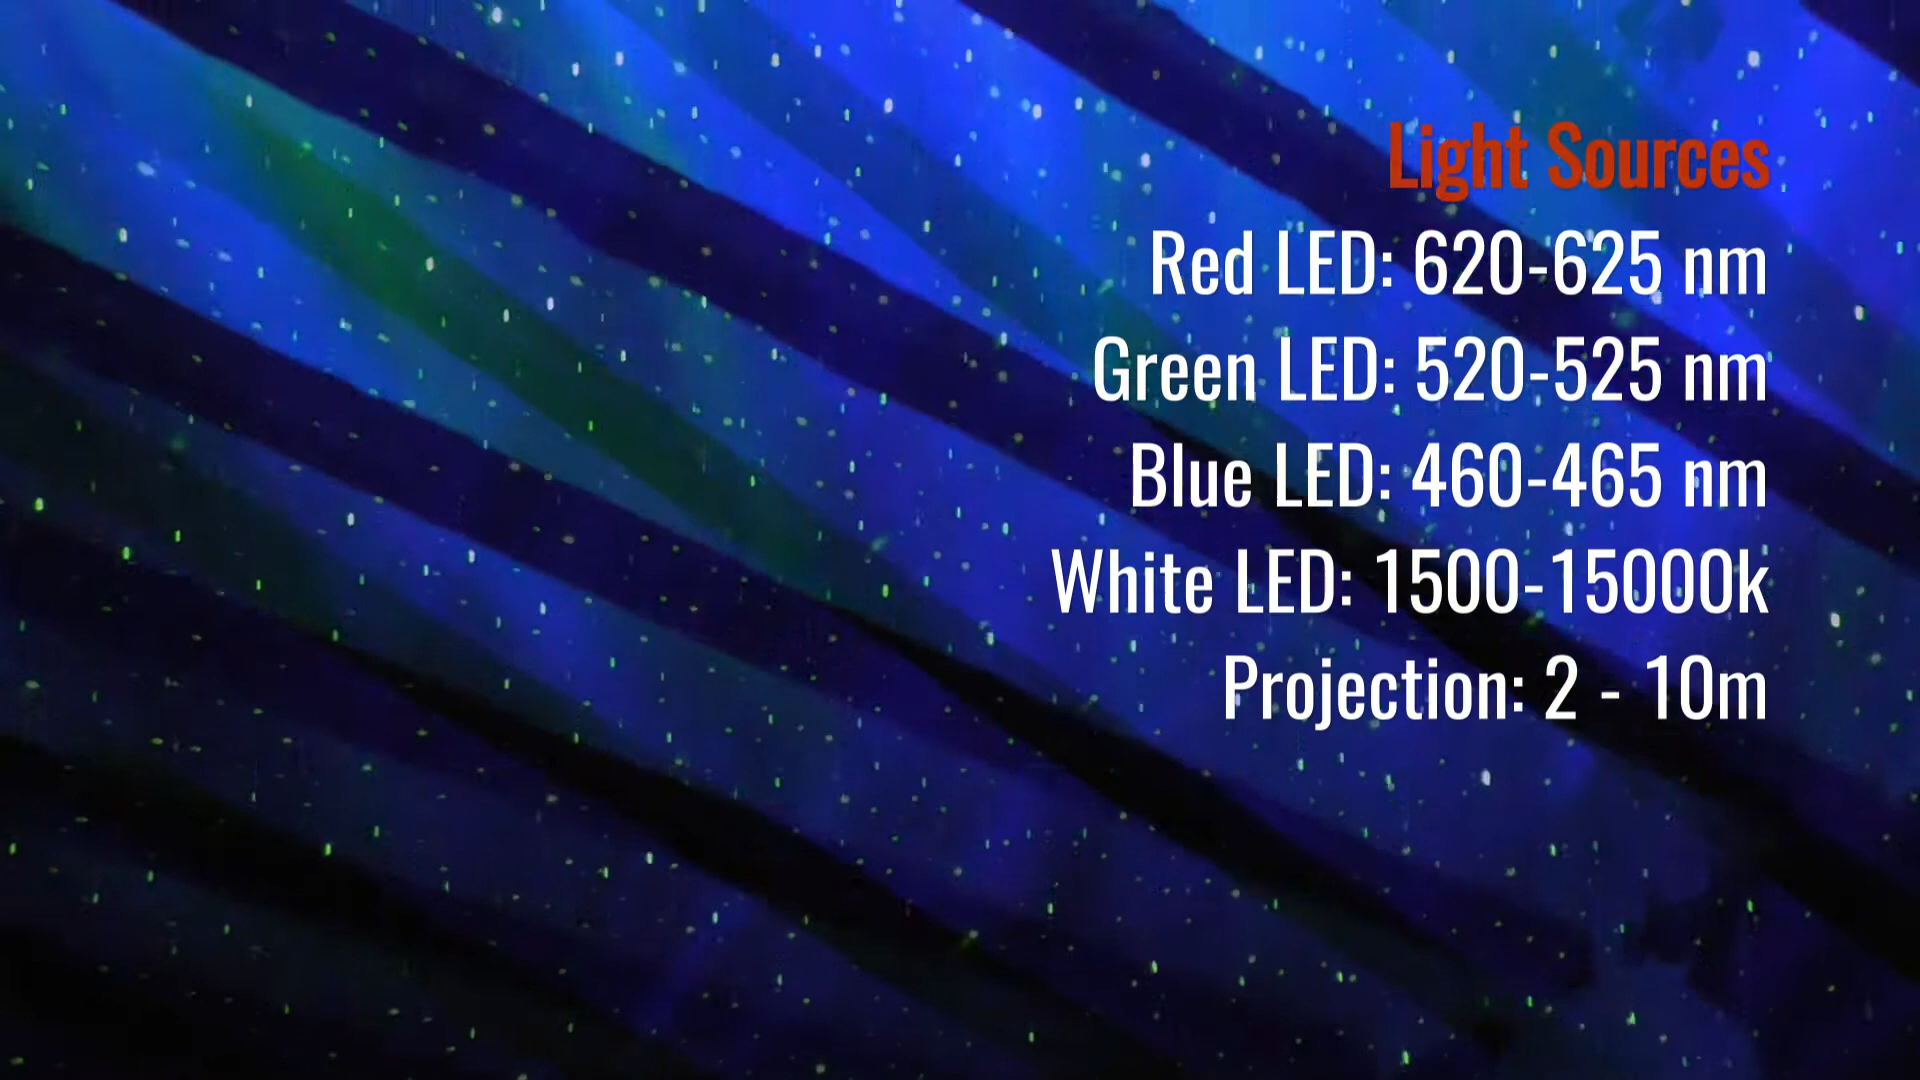 Light Sources
Red LED: 620-625 nm
Green LED: 520-525 nm
Blue LED: 460-465 nm
White LED: 1500-15000k
Projection: 2 - 10m